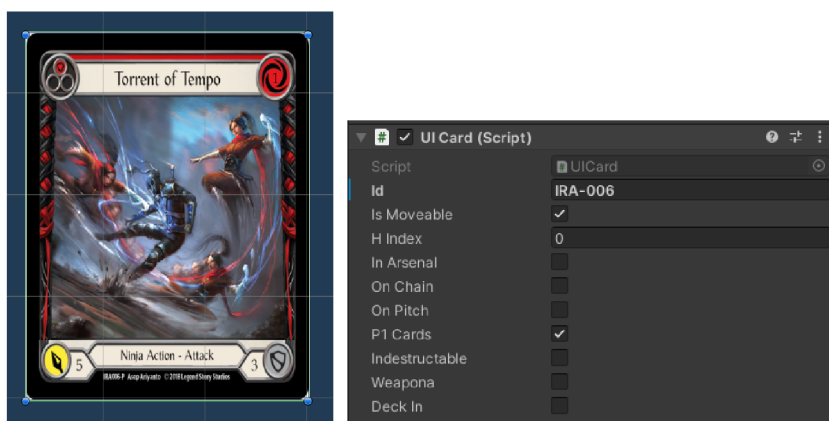 1
Torrent of Tempo
5
Ninja Action - Attack
3
IRA006-P Asep Ariyanto © 2018 Legend Story Studios
# UI Card (Script)
Script
# UICard
Id
IRA-006
Is Moveable
H Index
0
In Arsenal
On Chain
On Pitch
P1 Cards
Indestructable
Weapona
Deck In